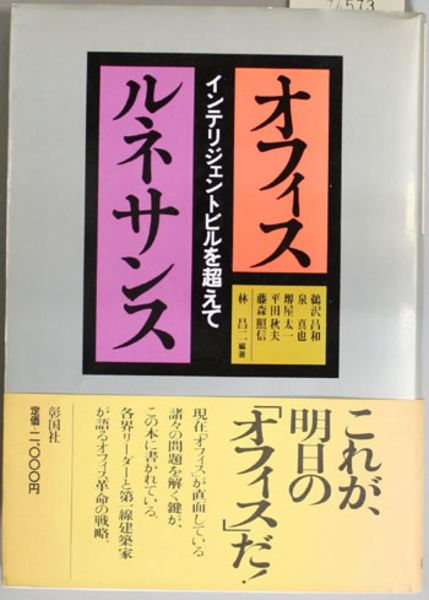 74573
オフィス
ルネサンス
インテリジェントビルを超えて
鵜沢昌和
泉 真也
堺屋太一
平田秋夫
藤森照信
林 昌二 編著
これが、
明日の
「オフィス」だ!
現在「オフィス」が直面している
諸々の問題を解く鍵が、
この本に書かれている。
各界リーダーと第一線建築家
が語るオフィス革命の戦略。
彰国社
定価・二、〇〇〇円